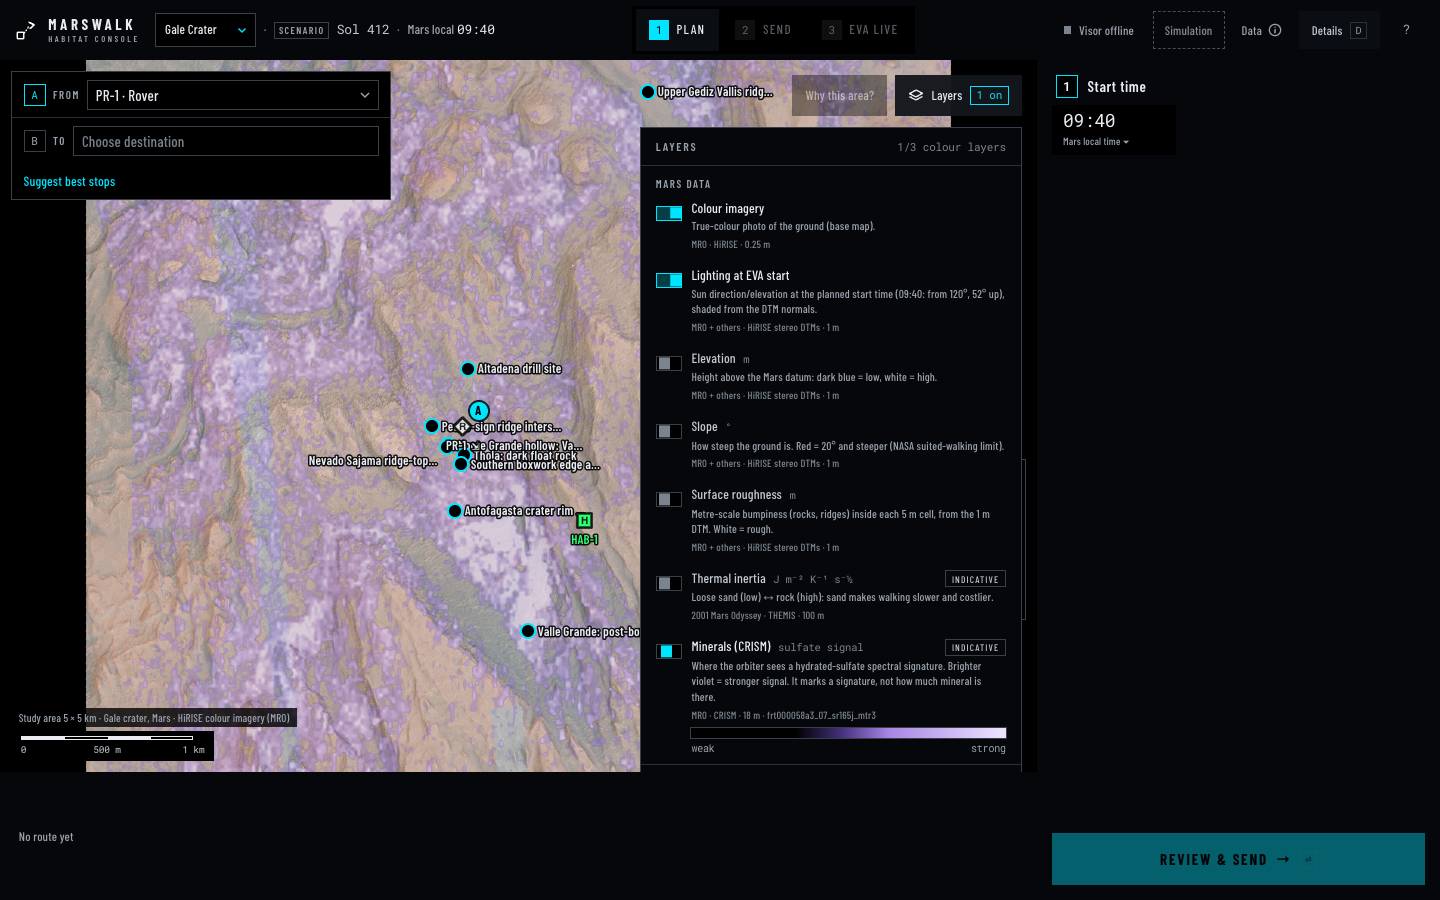 MARSWALK
HABITAT CONSOLE
Gale Crater
· SCENARIO Sol 412 · Mars local 09:40
1 PLAN
2 SEND
3 EVA LIVE
Visor offline
Simulation
Data
Details D
?
A FROM PR-1 · Rover
B TO Choose destination
Suggest best stops
Upper Gediz Vallis ridg...
Why this area?
Layers 1 on
1 Start time
09:40
Mars local time
LAYERS
1/3 colour layers
MARS DATA
Colour imagery
True-colour photo of the ground (base map).
MRO · HiRISE · 0.25 m
Lighting at EVA start
Sun direction/elevation at the planned start time (09:40: from 120°, 52° up),
shaded from the DTM normals.
MRO + others · HiRISE stereo DTMs · 1 m
Elevation m
Height above the Mars datum: dark blue = low, white = high.
MRO + others · HiRISE stereo DTMs · 1 m
Slope °
How steep the ground is. Red = 20° and steeper (NASA suited-walking limit).
MRO + others · HiRISE stereo DTMs · 1 m
Surface roughness m
Metre-scale bumpiness (rocks, ridges) inside each 5 m cell, from the 1 m
DTM. White = rough.
MRO + others · HiRISE stereo DTMs · 1 m
Thermal inertia J m⁻² K⁻¹ s⁻½
INDICATIVE
Loose sand (low) ↔ rock (high): sand makes walking slower and costlier.
2001 Mars Odyssey · THEMIS · 100 m
Minerals (CRISM) sulfate signal
INDICATIVE
Where the orbiter sees a hydrated-sulfate spectral signature. Brighter
violet = stronger signal. It marks a signature, not how much mineral is
there.
MRO · CRISM · 18 m · frt000058a3_07_sr165j_mtr3
weak
strong
Altadena drill site
A
Pe -sign ridge inters...
PR-1 e Grande hollow: Va...
Thola: dark float rock
Nevado Sajama ridge-top...
Southern boxwork edge a...
Antofagasta crater rim
H
HAB-1
Valle Grande: post-bo
Study area 5 × 5 km · Gale crater, Mars · HiRISE colour imagery (MRO)
0 500 m 1 km
No route yet
REVIEW & SEND →